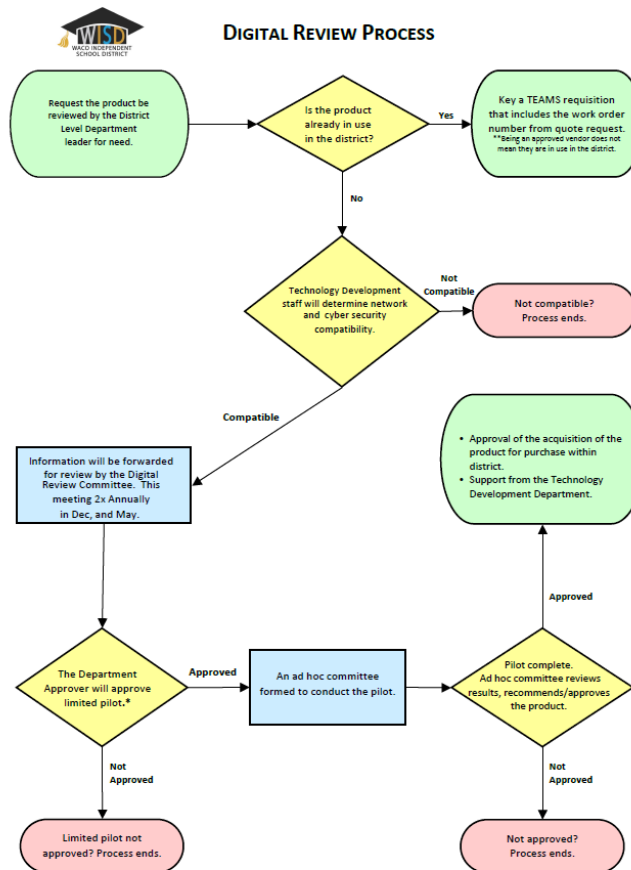 WISD
WACO INDEPENDENT
SCHOOL DISTRICT
DIGITAL REVIEW PROCESS
Request the product be
reviewed by the District
Level Department
leader for need.
Is the product
already in use
in the district?
Yes
Key a TEAMS requisition
that includes the work order
number from quote request.
**Being an approved vendor does not
mean they are in use in the district.
No
Technology Development
staff will determine network
and cyber security
compatibility.
Not
Compatible
Not compatible?
Process ends.
Compatible
Information will be forwarded
for review by the Digital
Review Committee. This
meeting 2x Annually
in Dec, and May.
• Approval of the acquisition of the
product for purchase within
district.
• Support from the Technology
Development Department.
Approved
The Department
Approver will approve
limited pilot.*
Approved
An ad hoc committee
formed to conduct the pilot.
Pilot complete.
Ad hoc committee reviews
results, recommends/approves
the product.
Not
Approved
Not
Approved
Limited pilot not
approved? Process ends.
Not approved?
Process ends.